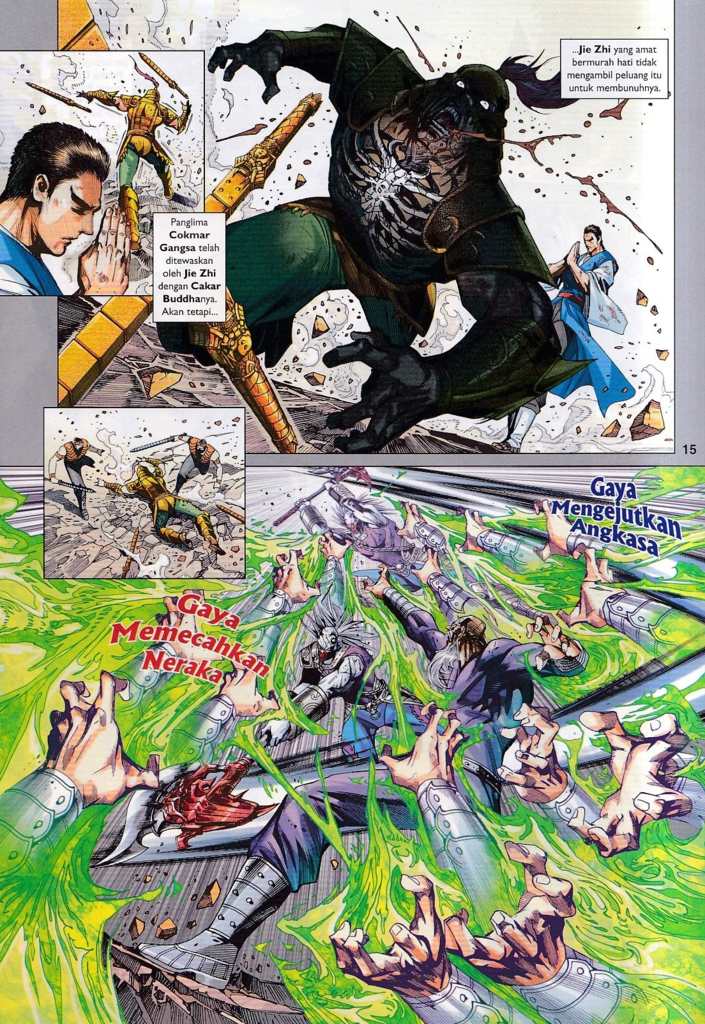 ...Jie Zhi yang amat
bermurah hati tidak
mengambil peluang itu
untuk membunuhnya.
Panglima
Cokmar
Gangsa telah
ditewaskan
oleh Jie Zhi
dengan Cakar
Buddhanya.
Akan tetapi...
15
Gaya
Mengejutkan
Angkasa
Gaya
Memecahkan
Neraka